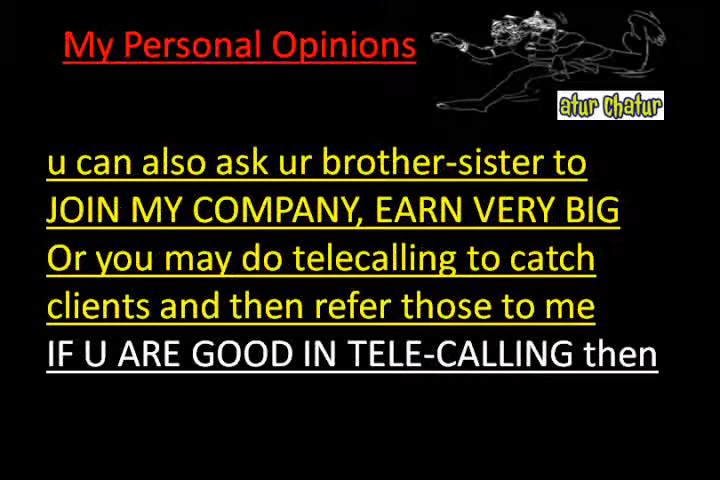 My Personal Opinions
atur chatur
u can also ask ur brother-sister to
JOIN MY COMPANY, EARN VERY BIG
Or you may do telecalling to catch
clients and then refer those to me
IF U ARE GOOD IN TELE-CALLING then